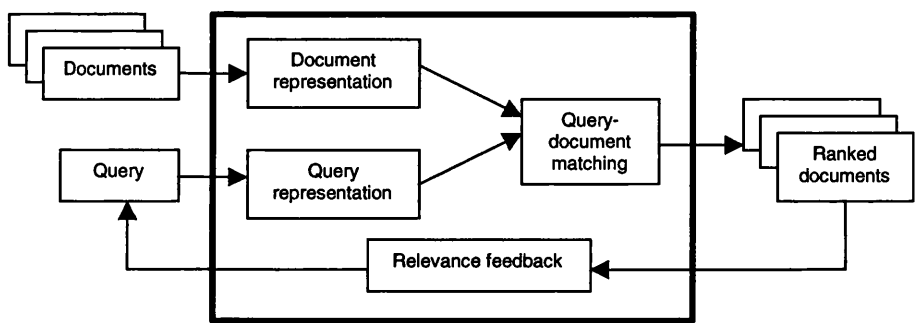 Documents
Document
representation
Query
Query
representation
Query-
document
matching
Ranked
documents
Relevance feedback